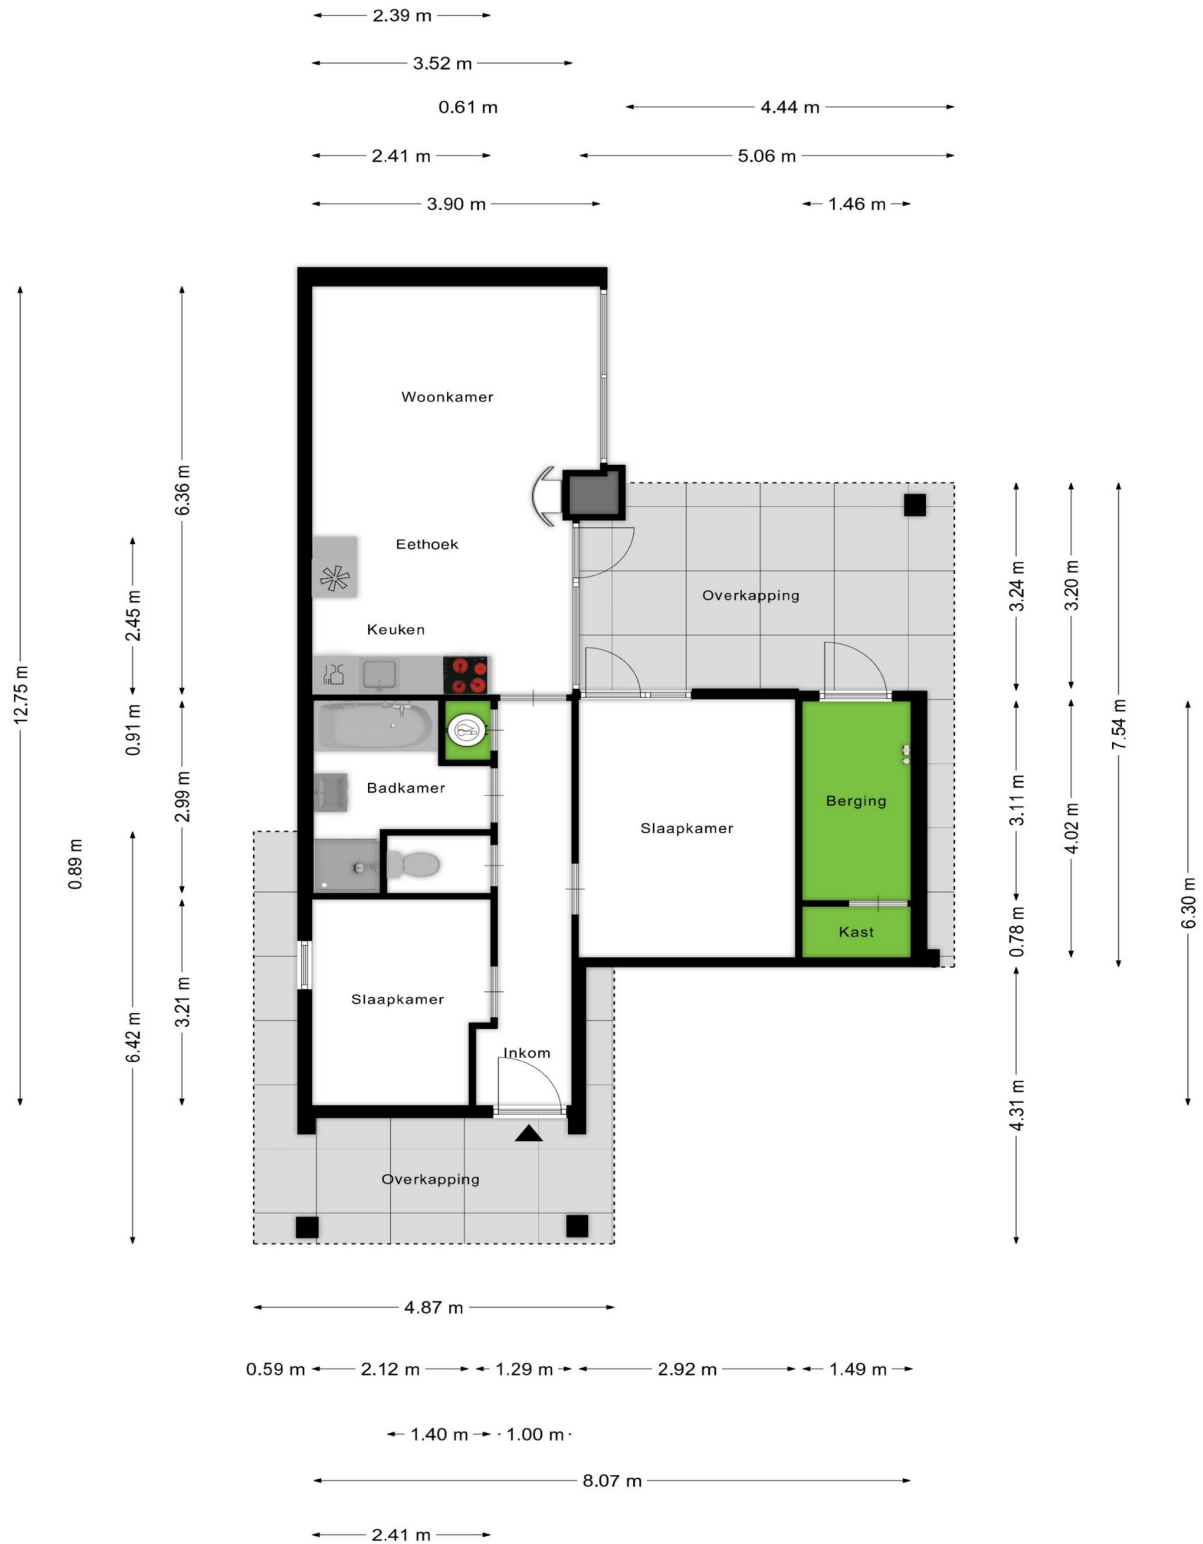 2.39 m
3.52 m
0.61 m
4.44 m
2.41 m
5.06 m
3.90 m
1.46 m
Woonkamer
6.36 m
Eethoek
Overkapping
3.24 m
3.20 m
2.45 m
Keuken
12.75 m
0.91 m
2.99 m
Badkamer
Slaapkamer
Berging
3.11 m
4.02 m
7.54 m
0.89 m
Kast
0.78 m
6.30 m
Slaapkamer
3.21 m
6.42 m
Inkom
4.31 m
Overkapping
4.87 m
0.59 m
2.12 m
1.29 m
2.92 m
1.49 m
1.40 m
1.00 m
8.07 m
2.41 m